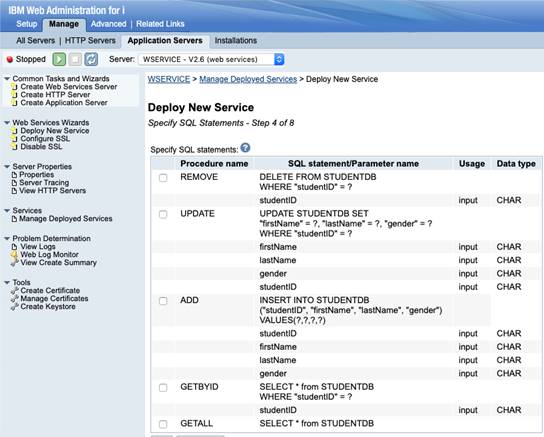 IBM Web Administration for i
Setup Manage Advanced | Related Links
All Servers | HTTP Servers Application Servers Installations
Stopped Server: WSERVICE - V2.6 (web services)
Common Tasks and Wizards
Create Web Services Server
Create HTTP Server
Create Application Server
Web Services Wizards
Deploy New Service
Configure SSL
Disable SSL
Server Properties
Properties
Server Tracing
View HTTP Servers
Services
Manage Deployed Services
Problem Determination
View Logs
Web Log Monitor
View Create Summary
Tools
Create Certificate
Manage Certificates
Create Keystore
WSERVICE > Manage Deployed Services > Deploy New Service
Deploy New Service
Specify SQL Statements - Step 4 of 8
Specify SQL statements: ?
Procedure name SQL statement/Parameter name Usage Data type
REMOVE DELETE FROM STUDENTDB
WHERE "studentID" = ?
studentID input CHAR
UPDATE UPDATE STUDENTDB SET
"firstName" = ?, "lastName" = ?, "gender" = ?
WHERE "studentID" = ?
firstName input CHAR
lastName input CHAR
gender input CHAR
studentID input CHAR
ADD INSERT INTO STUDENTDB
("studentID", "firstName", "lastName", "gender")
VALUES(?,?,?,?)
studentID input CHAR
firstName input CHAR
lastName input CHAR
gender input CHAR
GETBYID SELECT * from STUDENTDB
WHERE "studentID" = ?
studentID input CHAR
GETALL SELECT * from STUDENTDB